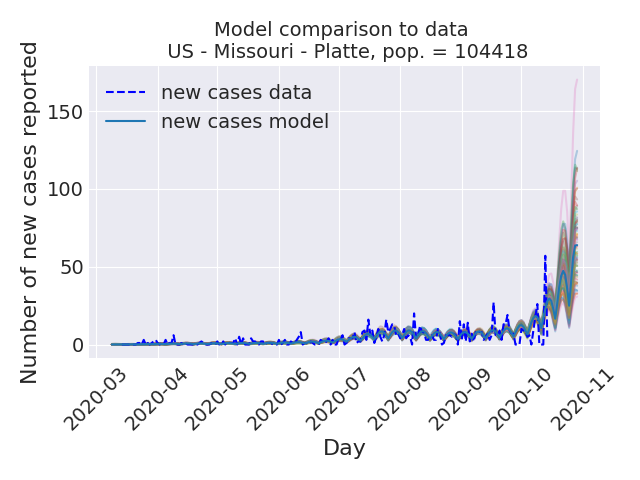 Model comparison to data
US - Missouri - Platte, pop. = 104418
new cases data
new cases model
Number of new cases reported
150
100
50
0
2020-03
2020-04
2020-05
2020-06
2020-07
2020-08
2020-09
2020-10
2020-11
Day